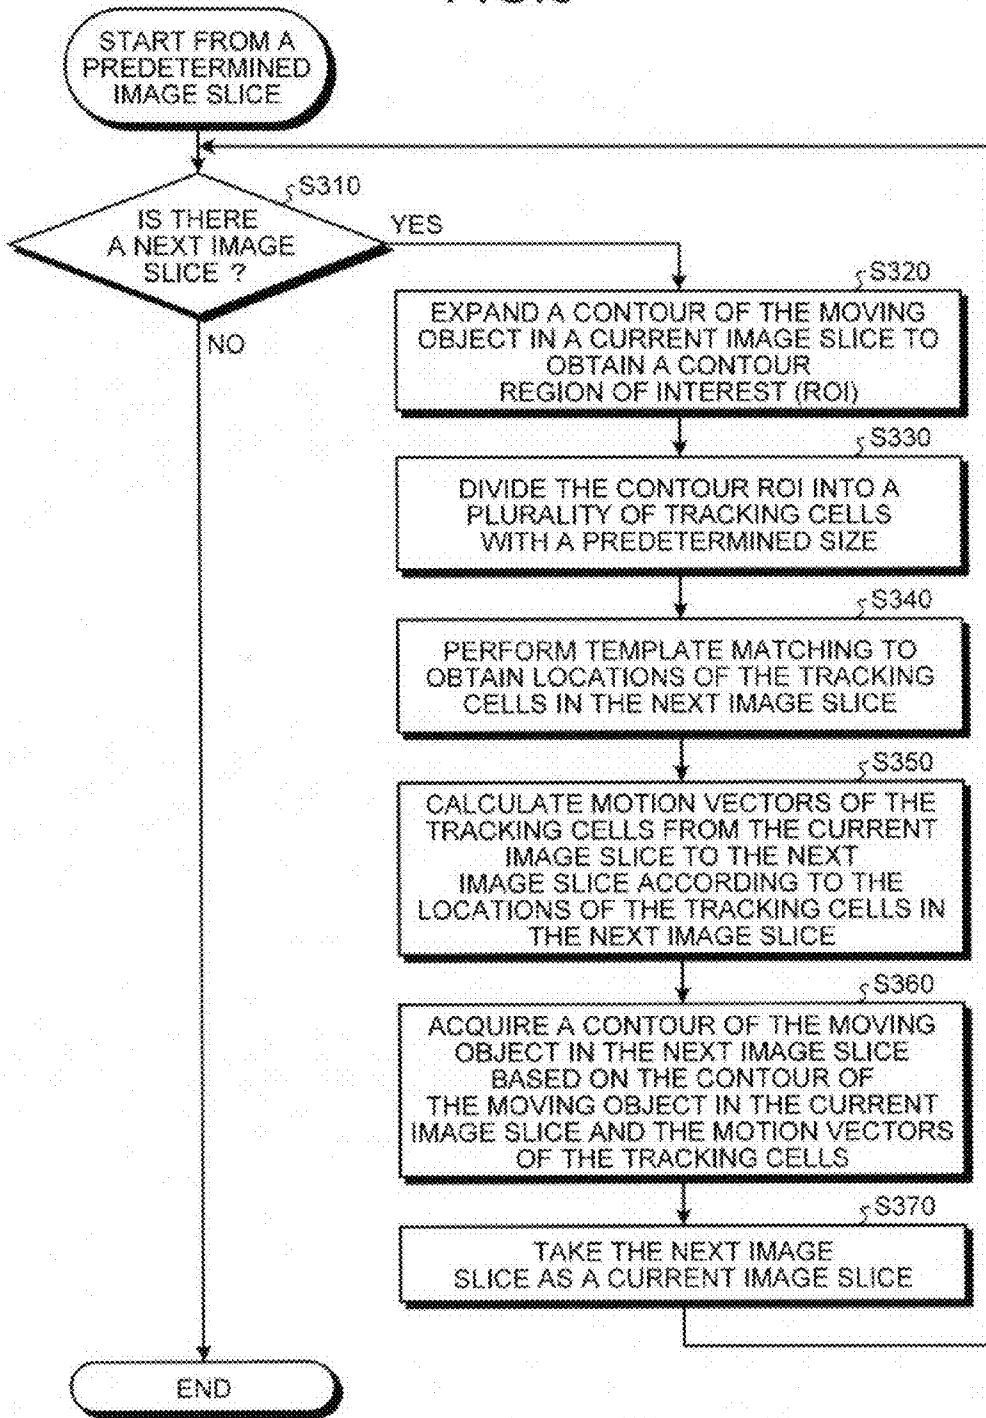 START FROM A
PREDETERMINED
IMAGE SLICE
S310
IS THERE
A NEXT IMAGE
SLICE ?
YES
NO
S320
EXPAND A CONTOUR OF THE MOVING
OBJECT IN A CURRENT IMAGE SLICE TO
OBTAIN A CONTOUR
REGION OF INTEREST (ROI)
S330
DIVIDE THE CONTOUR ROI INTO A
PLURALITY OF TRACKING CELLS
WITH A PREDETERMINED SIZE
S340
PERFORM TEMPLATE MATCHING TO
OBTAIN LOCATIONS OF THE TRACKING
CELLS IN THE NEXT IMAGE SLICE
S350
CALCULATE MOTION VECTORS OF THE
TRACKING CELLS FROM THE CURRENT
IMAGE SLICE TO THE NEXT
IMAGE SLICE ACCORDING TO THE
LOCATIONS OF THE TRACKING CELLS IN
THE NEXT IMAGE SLICE
S360
ACQUIRE A CONTOUR OF THE MOVING
OBJECT IN THE NEXT IMAGE SLICE
BASED ON THE CONTOUR OF
THE MOVING OBJECT IN THE CURRENT
IMAGE SLICE AND THE MOTION VECTORS
OF THE TRACKING CELLS
S370
TAKE THE NEXT IMAGE
SLICE AS A CURRENT IMAGE SLICE
END